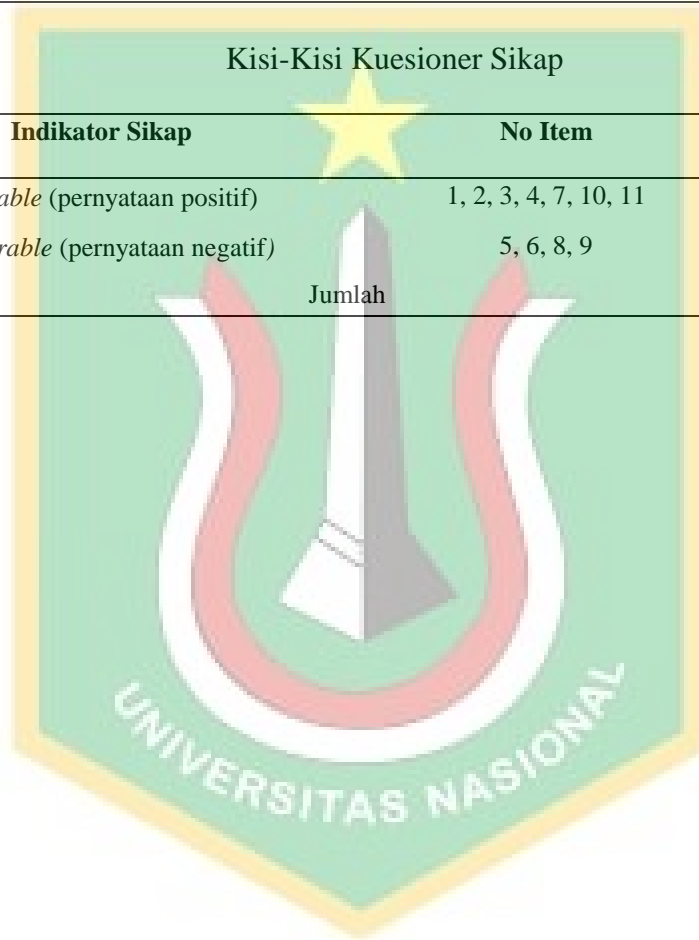 Kisi-Kisi Kuesioner Sikap
Indikator Sikap No Item
able (pernyataan positif) 1, 2, 3, 4, 7, 10, 11
rable (pernyataan negatif) 5, 6, 8, 9
Jumlah
UNIVERSITAS NASIONAL